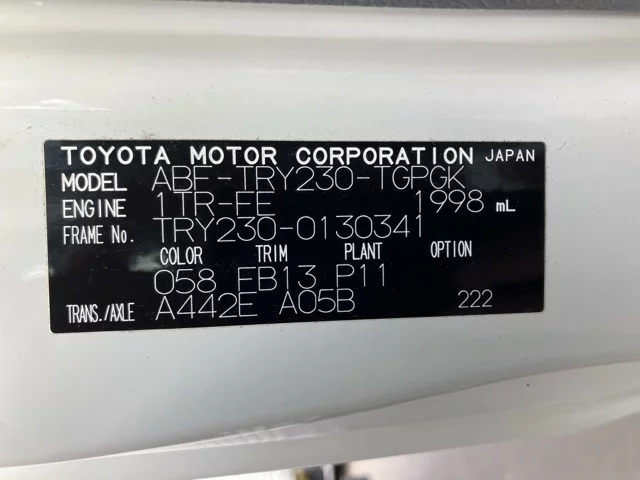 TOYOTA MOTOR CORPORATION JAPAN
MODEL ABF-TRY230-TGPGK
ENGINE 1TR-FE 1998 mL
FRAME No. TRY230-0130341
COLOR TRIM PLANT OPTION
058 FB13 P11
TRANS./AXLE A442E A05B 222